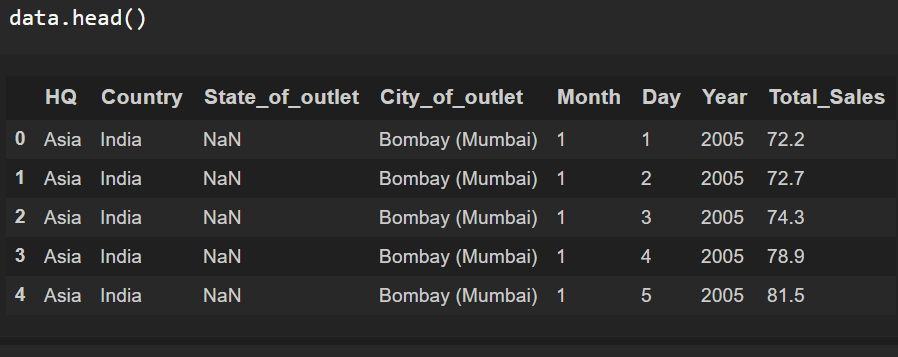 data.head()
HQ Country State_of_outlet City_of_outlet Month Day Year Total_Sales
0 Asia India NaN Bombay (Mumbai) 1 1 2005 72.2
1 Asia India NaN Bombay (Mumbai) 1 2 2005 72.7
2 Asia India NaN Bombay (Mumbai) 1 3 2005 74.3
3 Asia India NaN Bombay (Mumbai) 1 4 2005 78.9
4 Asia India NaN Bombay (Mumbai) 1 5 2005 81.5